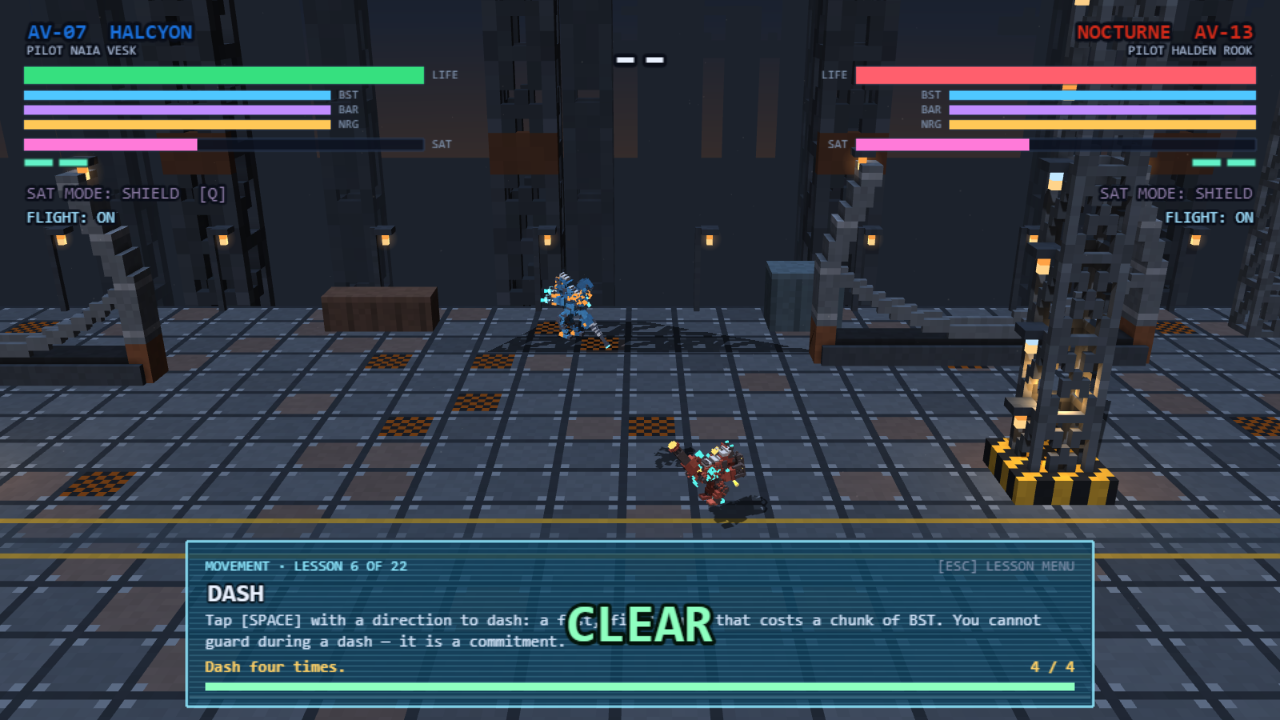 AV-07 HALCYON
PILOT NAIA VESK
LIFE
BST
BAR
NRG
SAT
SAT MODE: SHIELD [Q]
FLIGHT: ON
--
NOCTURNE AV-13
PILOT HALDEN ROOK
LIFE
BST
BAR
NRG
SAT
SAT MODE: SHIELD
FLIGHT: ON
MOVEMENT · LESSON 6 OF 22
[ESC] LESSON MENU
DASH
Tap [SPACE] with a direction to dash: a that costs a chunk of BST. You cannot
guard during a dash — it is a commitment.
CLEAR
Dash four times.
4 / 4